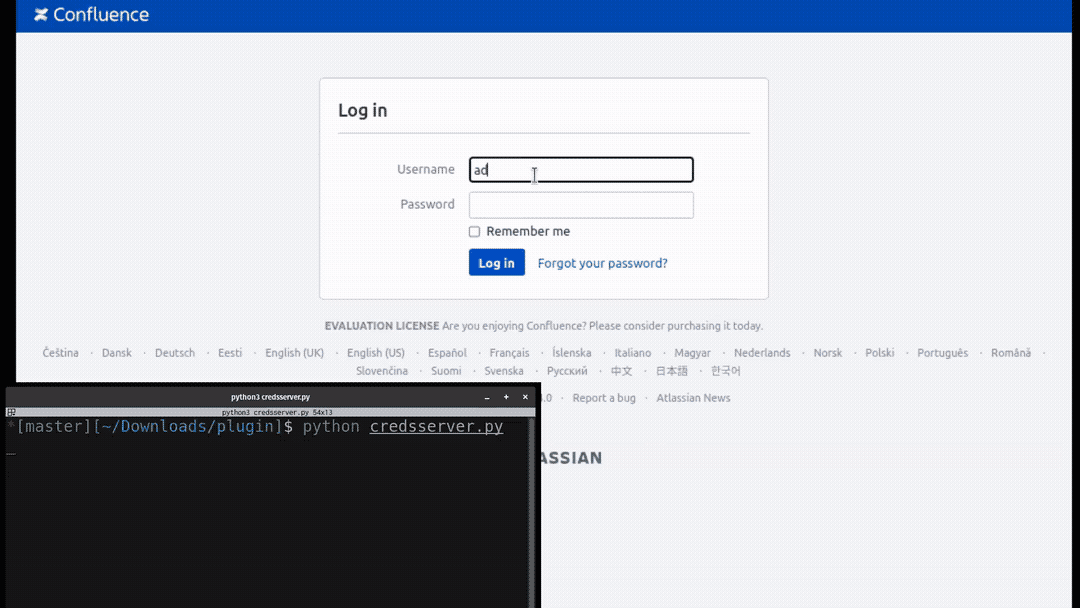 Confluence
Log in
Username ad
Password
Remember me
Log in Forgot your password?
EVALUATION LICENSE Are you enjoying Confluence? Please consider purchasing it today.
Čeština · Dansk · Deutsch · Eesti · English (UK) · English (US) · Español · Français · Íslenska · Italiano · Magyar · Nederlands · Norsk · Polski · Português · Română ·
Slovenčina · Suomi · Svenska · Русский · 中文 · 日本語 · 한국어
.0 · Report a bug · Atlassian News
ASSIAN
python3 credsserver.py
python3 credsserver.py 54x13
*[master][~/Downloads/plugin]$ python credsserver.py